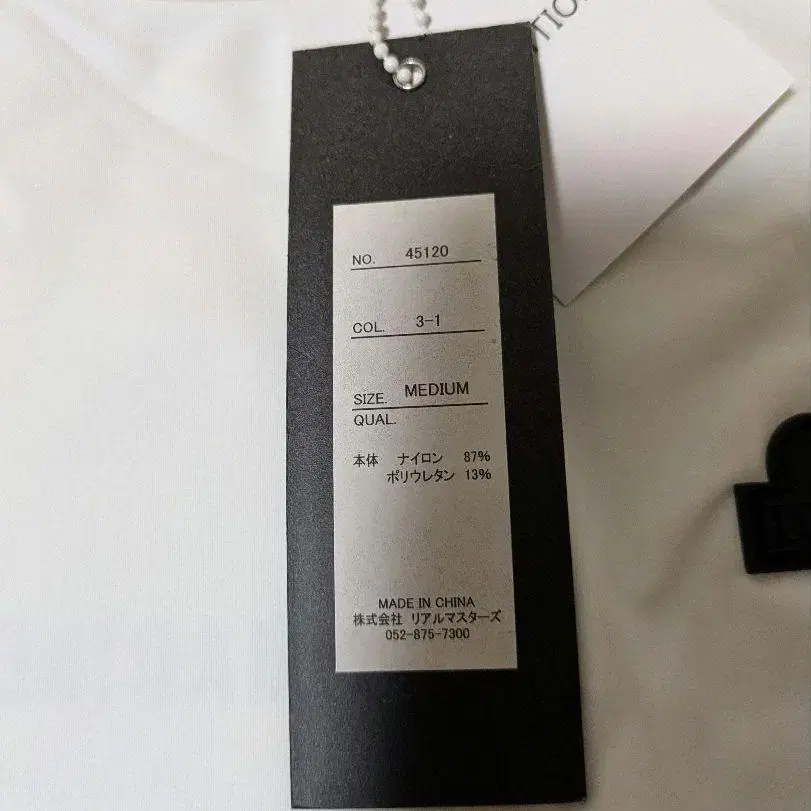 TIO
NO. 45120
COL. 3-1
SIZE. MEDIUM
QUAL.
本体 ナイロン 87%
ポリウレタン 13%
MADE IN CHINA
株式会社 リアルマスターズ
052-875-7300